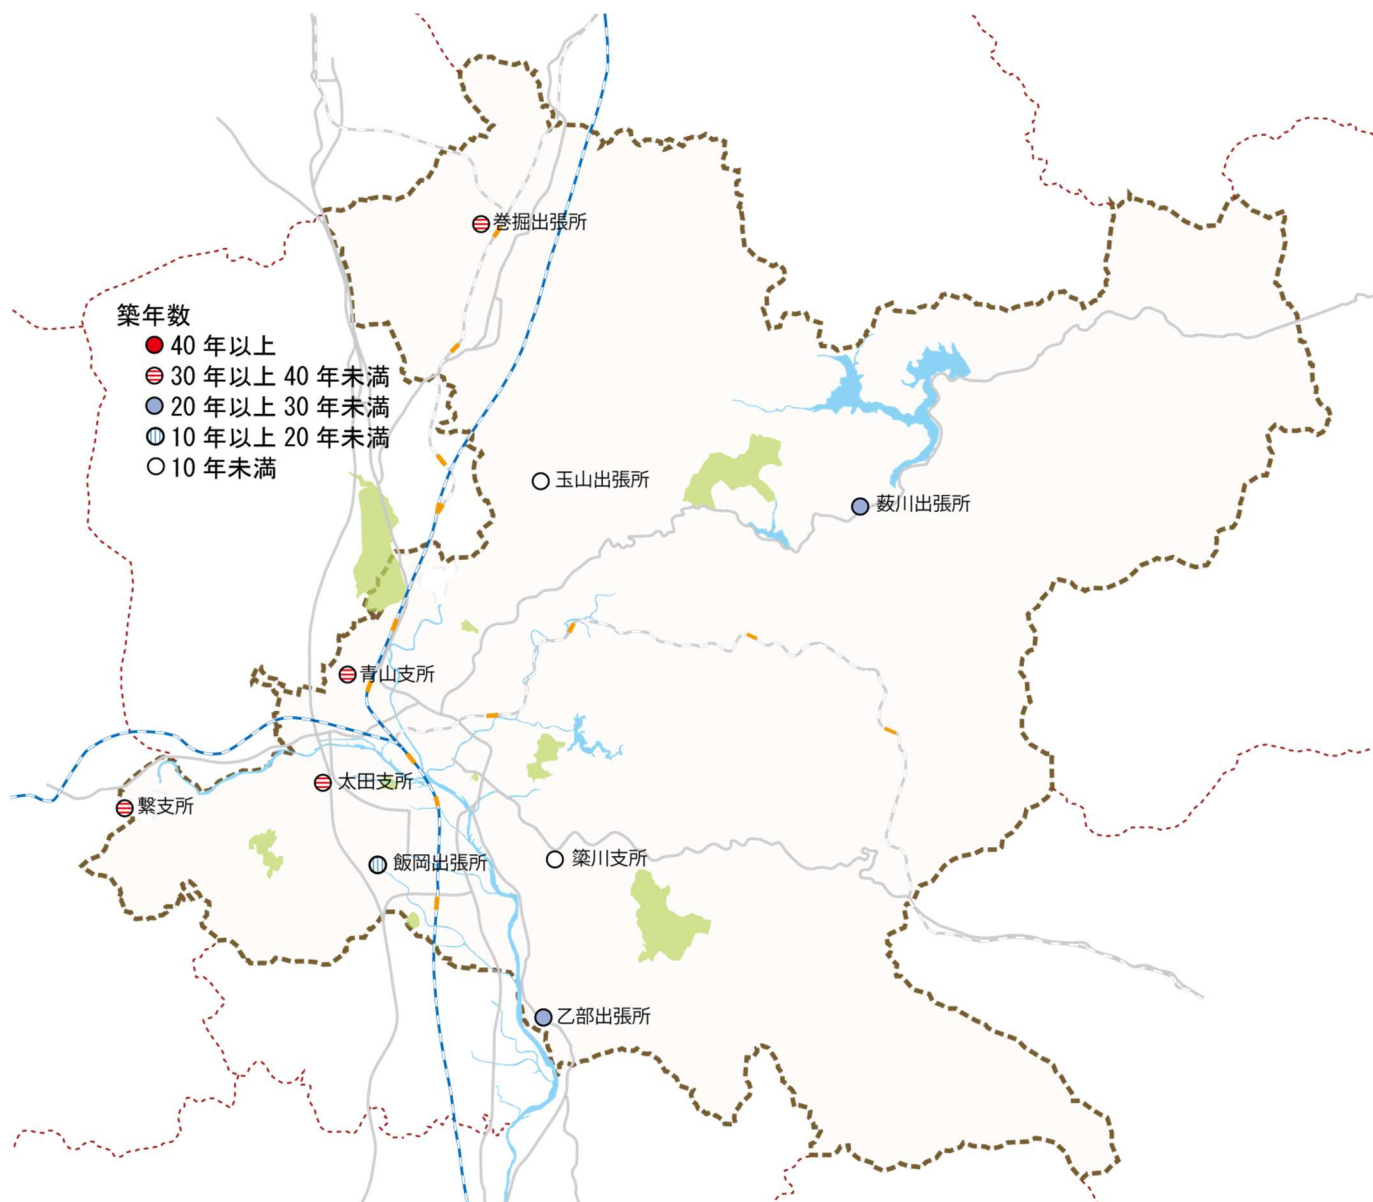 巻掘出張所
築年数
40 年以上
30 年以上 40 年未満
20 年以上 30 年未満
10 年以上 20 年未満
10 年未満
玉山出張所
薮川出張所
青山支所
太田支所
繋支所
飯岡出張所
簗川支所
乙部出張所